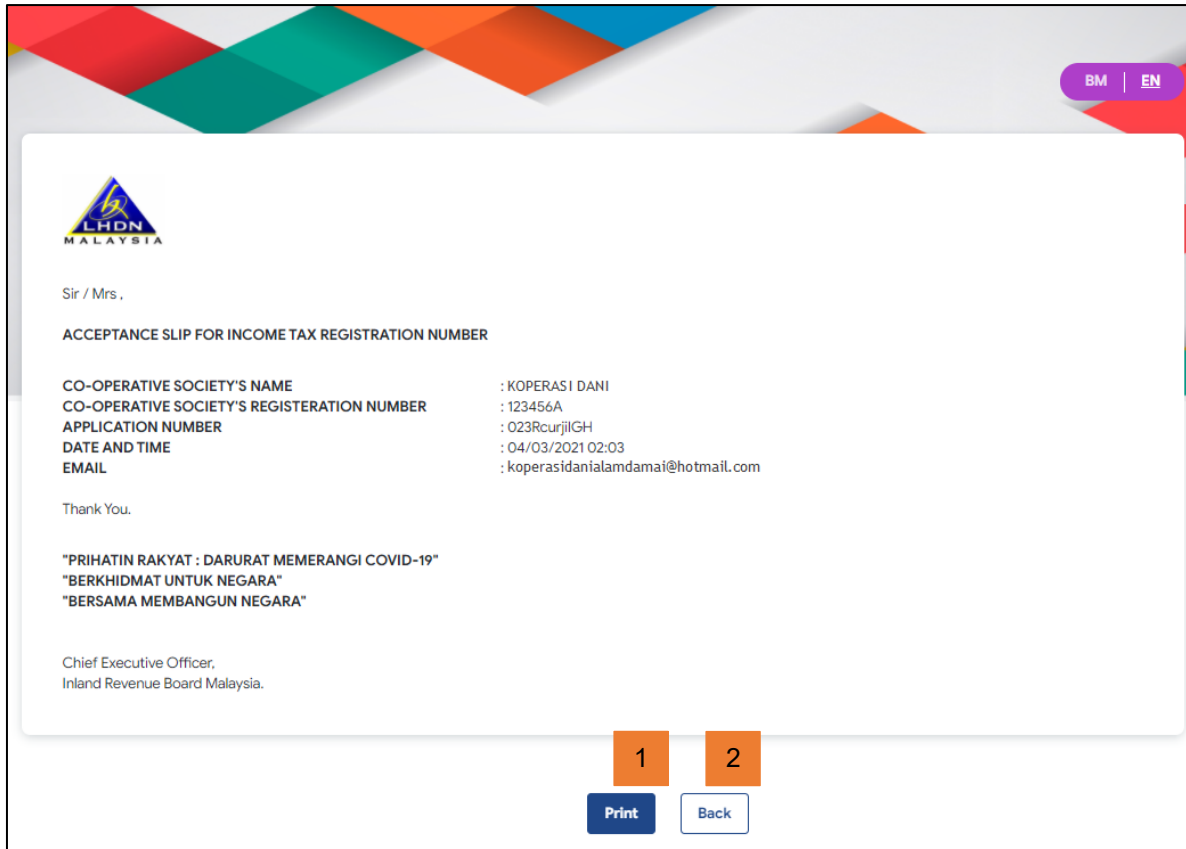 BM | EN
LHDN
MALAYSIA
Sir / Mrs ,
ACCEPTANCE SLIP FOR INCOME TAX REGISTRATION NUMBER
CO-OPERATIVE SOCIETY'S NAME : KOPERASI DANI
CO-OPERATIVE SOCIETY'S REGISTERATION NUMBER : 123456A
APPLICATION NUMBER : 023RcurjilGH
DATE AND TIME : 04/03/2021 02:03
EMAIL : koperasidanialamdamai@hotmail.com
Thank You.
"PRIHATIN RAKYAT : DARURAT MEMERANGI COVID-19"
"BERKHIDMAT UNTUK NEGARA"
"BERSAMA MEMBANGUN NEGARA"
Chief Executive Officer,
Inland Revenue Board Malaysia.
1 2
Print Back